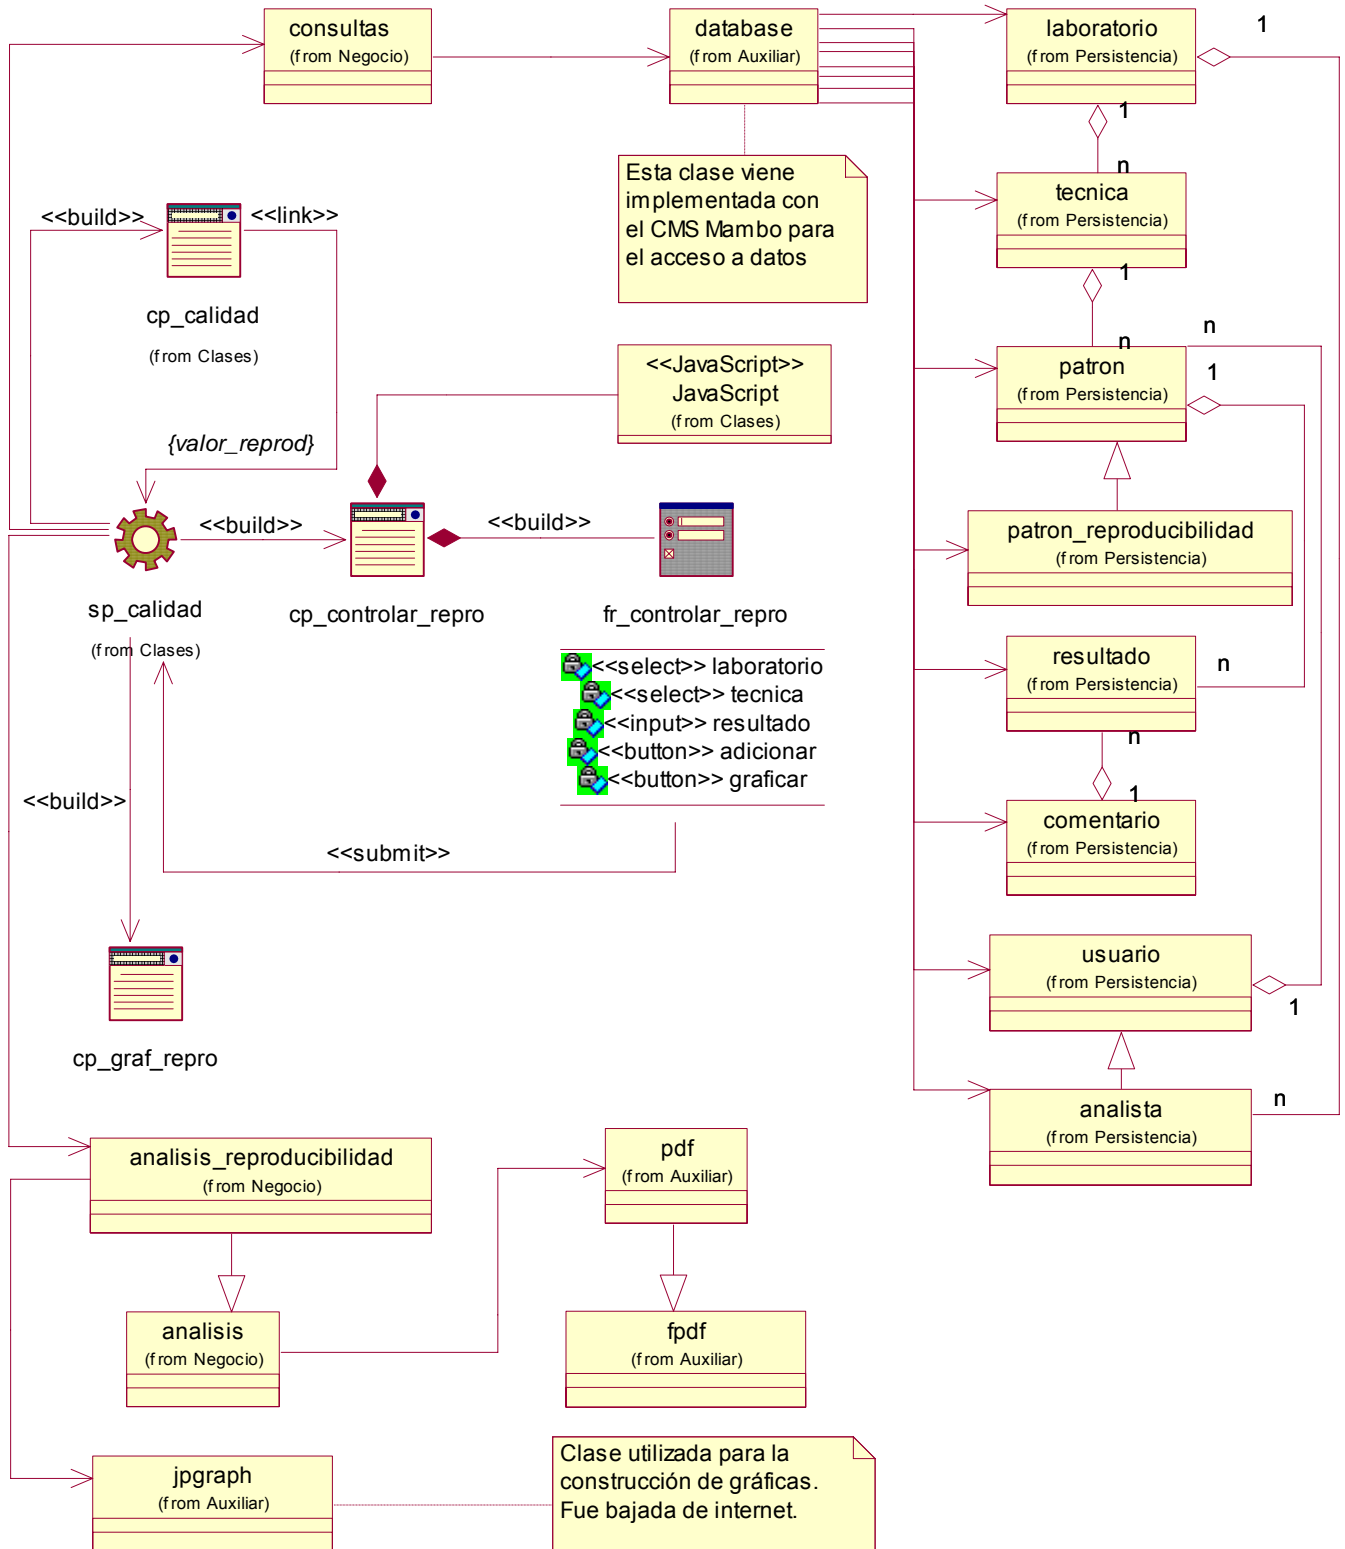 consultas
(from Negocio)
database
(from Auxiliar)
laboratorio
(from Persistencia)
1
1
n
Esta clase viene
implementada con
el CMS Mambo para
el acceso a datos
tecnica
(from Persistencia)
1
n
n
<<build>>
<<link>>
cp_calidad
(from Clases)
{valor_reprod}
<<JavaScript>>
JavaScript
(from Clases)
patron
(from Persistencia)
1
<<build>>
<<build>>
sp_calidad
(from Clases)
cp_controlar_repro
fr_controlar_repro
<<select>> laboratorio
<<select>> tecnica
<<input>> resultado
<<button>> adicionar
<<button>> graficar
patron_reproducibilidad
(from Persistencia)
resultado
(from Persistencia)
n
n
1
<<build>>
<<submit>>
comentario
(from Persistencia)
usuario
(from Persistencia)
1
cp_graf_repro
analista
(from Persistencia)
n
analisis_reproducibilidad
(from Negocio)
pdf
(from Auxiliar)
analisis
(from Negocio)
fpdf
(from Auxiliar)
jpgraph
(from Auxiliar)
Clase utilizada para la
construcción de gráficas.
Fue bajada de internet.